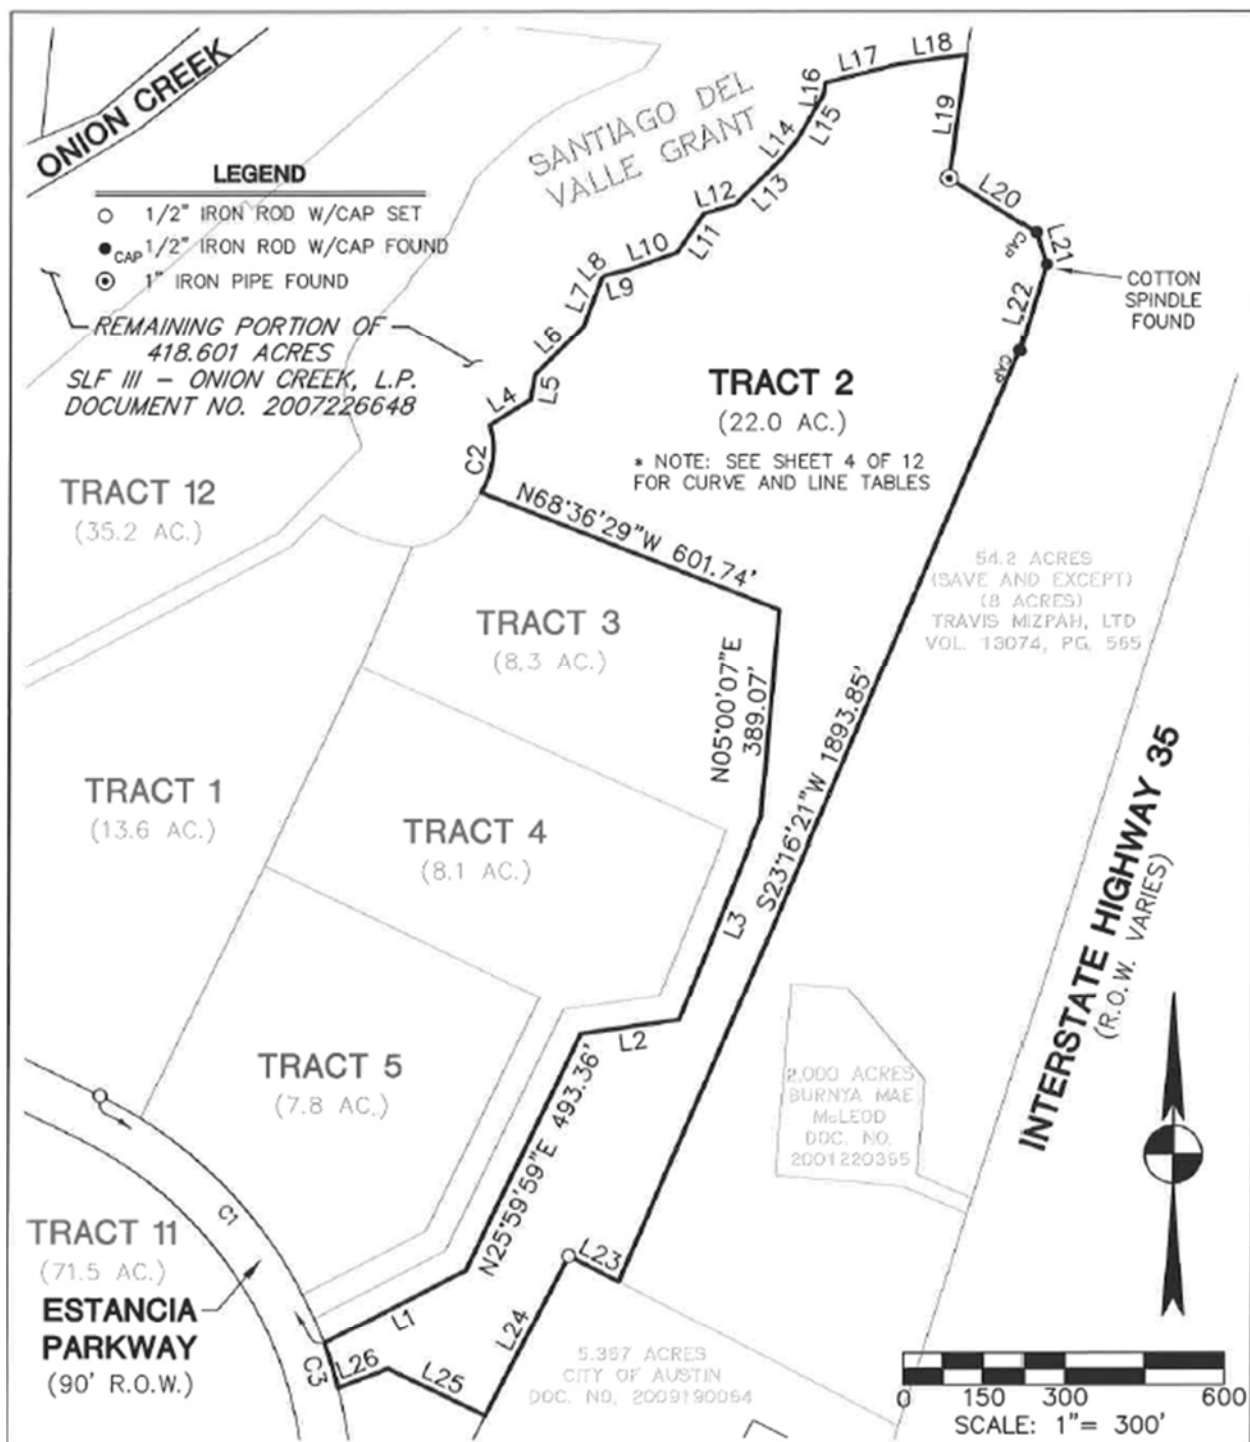 ONION CREEK
LEGEND
1/2" IRON ROD W/CAP SET
CAP 1/2" IRON ROD W/CAP FOUND
1" IRON PIPE FOUND
REMAINING PORTION OF
418.601 ACRES
SLF III – ONION CREEK, L.P.
DOCUMENT NO. 2007226648
SANTIAGO DEL
VALLE GRANT
L4
L5
L6
L7
L8
L9
L10
L11
L12
L13
L14
L15
L16
L17
L18
L19
L20
CAP
L21
COTTON
SPINDLE
FOUND
L22
CAP
C2
TRACT 2
(22.0 AC.)
* NOTE: SEE SHEET 4 OF 12
FOR CURVE AND LINE TABLES
N68°36'29"W 601.74'
TRACT 12
(35.2 AC.)
54.2 ACRES
(SAVE AND EXCEPT)
(8 ACRES)
TRAVIS MIZPAH, LTD
VOL. 13074, PG. 565
TRACT 3
(8.3 AC.)
N05°00'07"E
389.07'
S23°16'21"W 1893.85'
TRACT 1
(13.6 AC.)
TRACT 4
(8.1 AC.)
L3
INTERSTATE HIGHWAY 35
(R.O.W. VARIES)
L2
TRACT 5
(7.8 AC.)
N25°59'59"E 493.36'
2.000 ACRES
BURNYA MAE
McLEOD
DOC. NO.
2001220395
C1
TRACT 11
(71.5 AC.)
ESTANCIA
PARKWAY
(90' R.O.W.)
L1
L23
L24
C3
L26
L25
5.367 ACRES
CITY OF AUSTIN
DOC. NO. 2009190064
0 150 300 600
SCALE: 1"= 300'